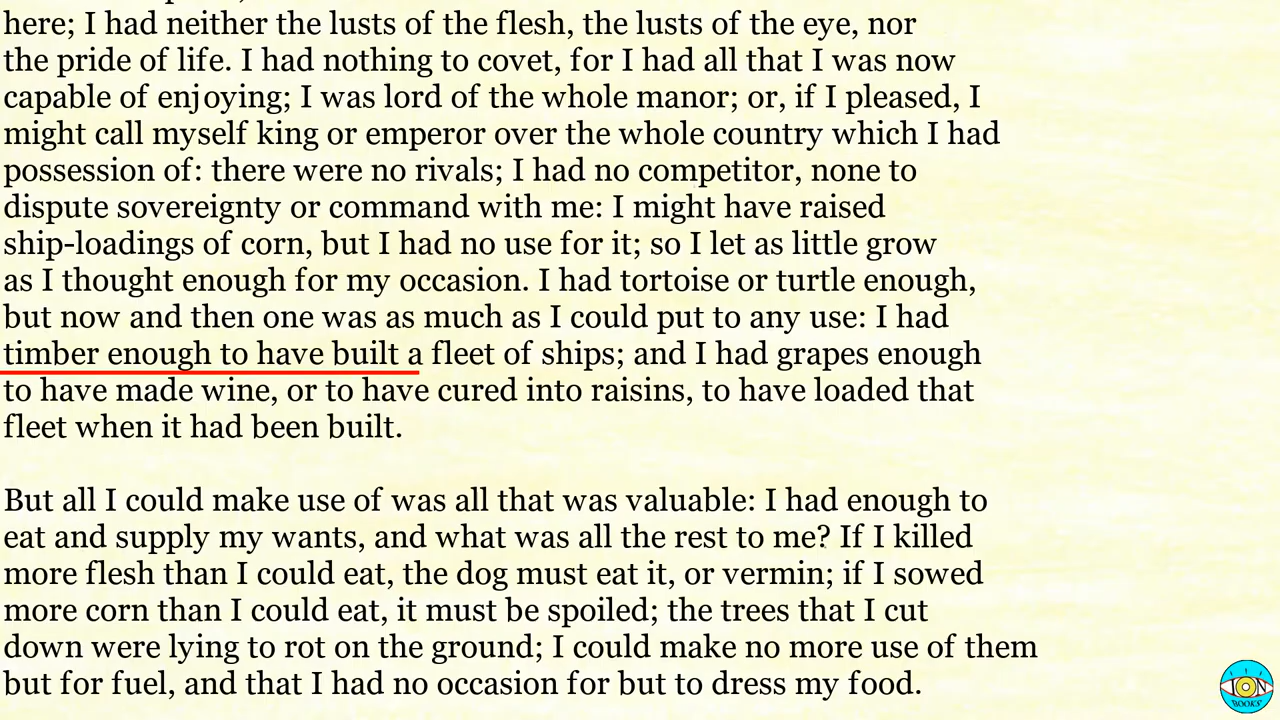 here; I had neither the lusts of the flesh, the lusts of the eye, nor
the pride of life. I had nothing to covet, for I had all that I was now
capable of enjoying; I was lord of the whole manor; or, if I pleased, I
might call myself king or emperor over the whole country which I had
possession of: there were no rivals; I had no competitor, none to
dispute sovereignty or command with me: I might have raised
ship-loadings of corn, but I had no use for it; so I let as little grow
as I thought enough for my occasion. I had tortoise or turtle enough,
but now and then one was as much as I could put to any use: I had
timber enough to have built a fleet of ships; and I had grapes enough
to have made wine, or to have cured into raisins, to have loaded that
fleet when it had been built.
But all I could make use of was all that was valuable: I had enough to
eat and supply my wants, and what was all the rest to me? If I killed
more flesh than I could eat, the dog must eat it, or vermin; if I sowed
more corn than I could eat, it must be spoiled; the trees that I cut
down were lying to rot on the ground; I could make no more use of them
but for fuel, and that I had no occasion for but to dress my food.
ION
BOOKS